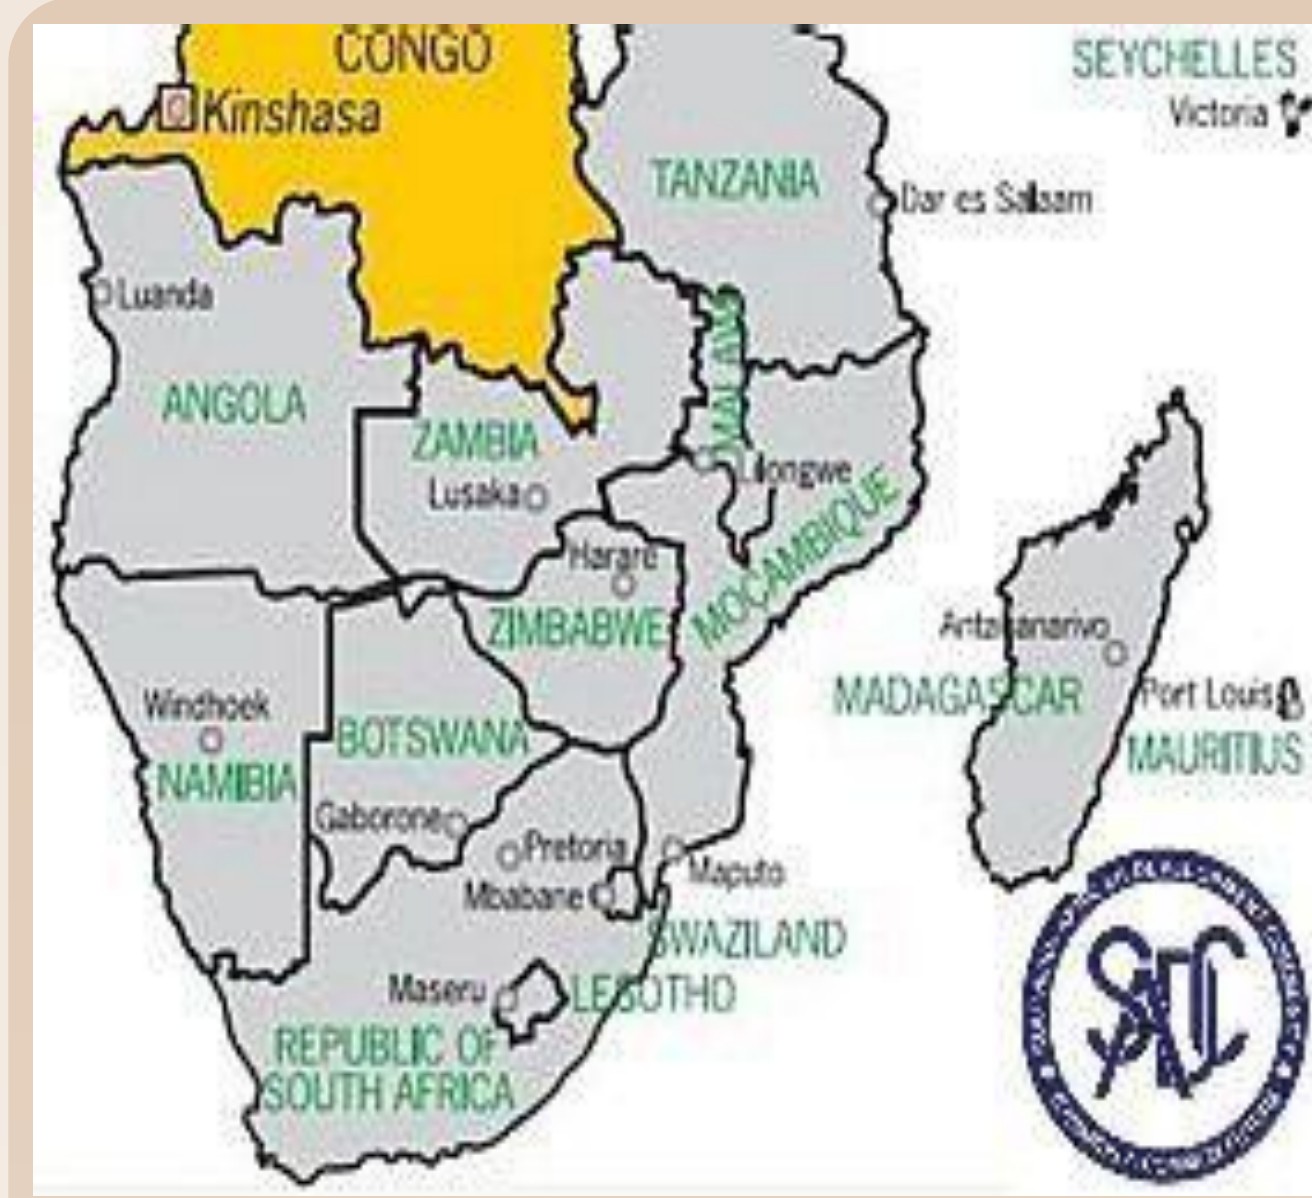 CONGO
SEYCHELLES
Victoria
Kinshasa
TANZANIA
Dar es Salaam
Luanda
MALAWI
ANGOLA
ZAMBIA
Lilongwe
Lusaka
MOÇAMBIQUE
Harare
ZIMBABWE
Antananarivo
Windhoek
MADAGASCAR
Port Louis
BOTSWANA
MAURITIUS
NAMIBIA
Gaborone
Pretoria
Maputo
Mbabane
SWAZILAND
Maseru
LESOTHO
REPUBLIC OF
SOUTH AFRICA
SADC